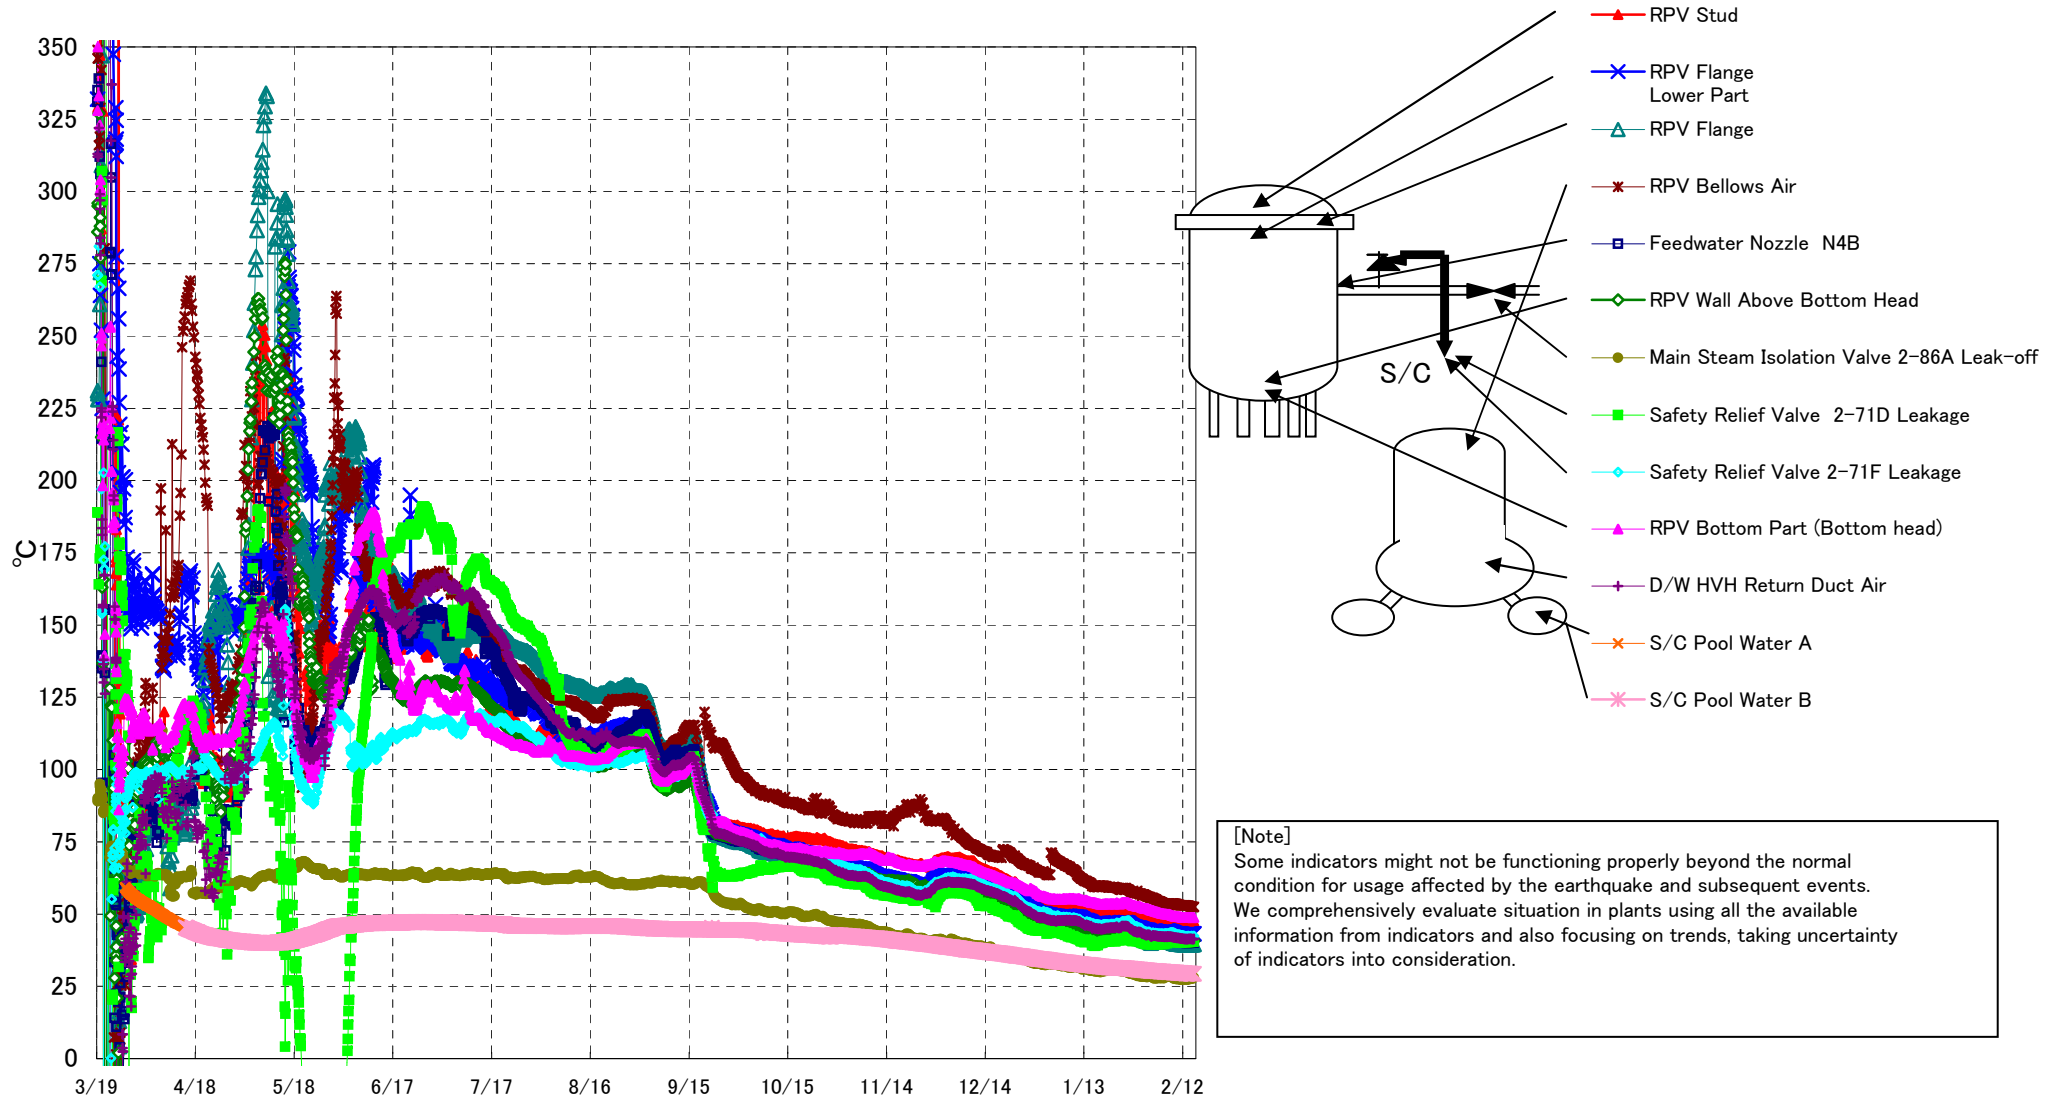 350
325
300
275
250
225
200
175
150
125
100
75
50
25
0
°C
3/19 4/18 5/18 6/17 7/17 8/16 9/15 10/15 11/14 12/14 1/13 2/12
RPV Stud
RPV Flange
Lower Part
RPV Flange
RPV Bellows Air
Feedwater Nozzle N4B
RPV Wall Above Bottom Head
Main Steam Isolation Valve 2-86A Leak-off
Safety Relief Valve 2-71D Leakage
Safety Relief Valve 2-71F Leakage
RPV Bottom Part (Bottom head)
D/W HVH Return Duct Air
S/C Pool Water A
S/C Pool Water B
S/C
[Note]
Some indicators might not be functioning properly beyond the normal
condition for usage affected by the earthquake and subsequent events.
We comprehensively evaluate situation in plants using all the available
information from indicators and also focusing on trends, taking uncertainty
of indicators into consideration.